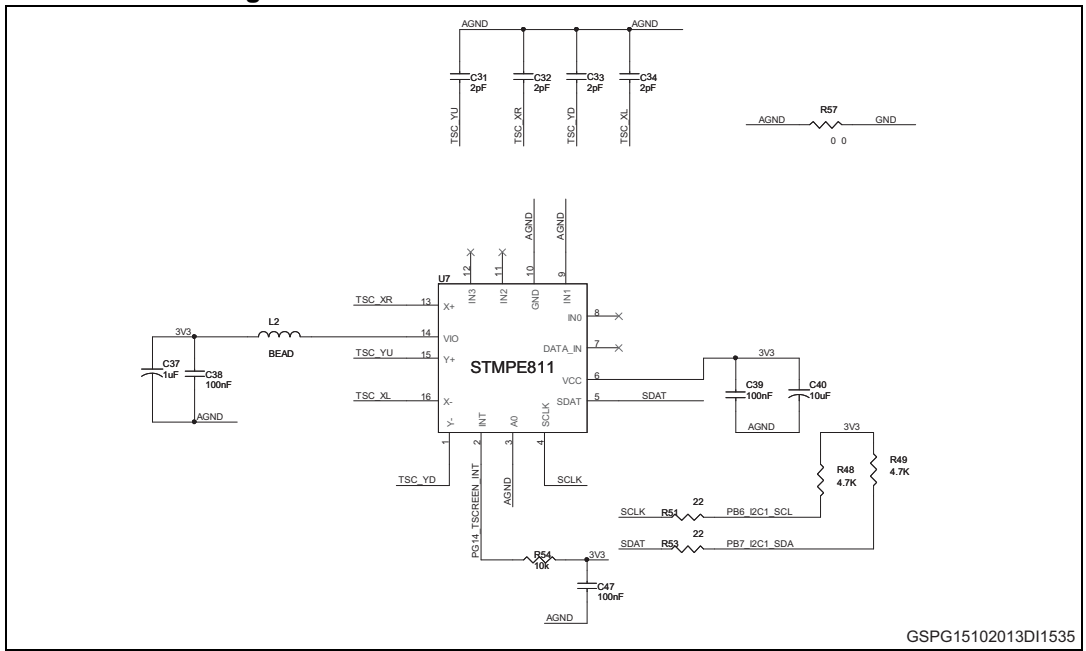 AGND
AGND
C31
2pF
C32
2pF
C33
2pF
C34
2pF
TSC_YU
TSC_XR
TSC_YD
TSC_XL
R57
AGND
GND
0 0
AGND
AGND
U7
12
11
10
9
IN3
IN2
GND
IN1
TSC_XR
13
X+
IN0
8
L2
3V3
14
VIO
BEAD
DATA_IN
7
TSC_YU
15
Y+
STMPE811
C37
1uF
C38
100nF
VCC
6
3V3
TSC_XL
16
X-
SDAT
5
SDAT
C39
100nF
C40
10uF
AGND
AGND
Y-
INT
A0
SCLK
1
2
3
4
3V3
TSC_YD
PG14_TSCREEN_INT
AGND
SCLK
R48
4.7K
R49
4.7K
22
SCLK
R51
PB6_I2C1_SCL
22
SDAT
R53
PB7_I2C1_SDA
R54
10k
3V3
C47
100nF
AGND
GSPG15102013DI1535